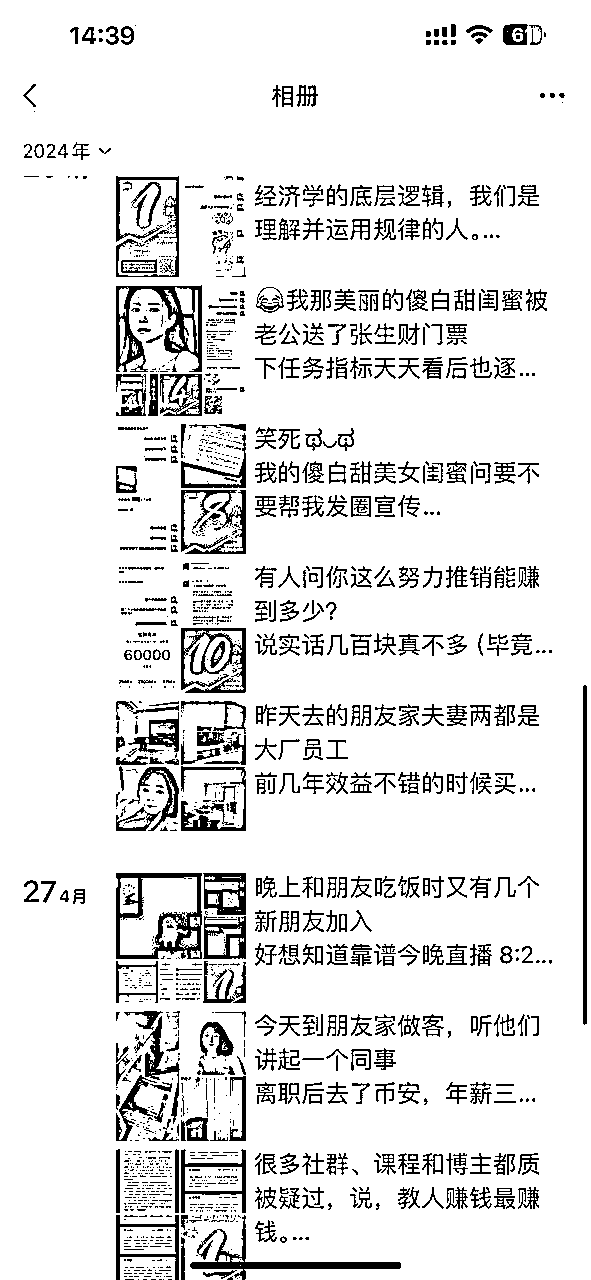 14:39
61
相册
2024年
经济学的底层逻辑，我们是
理解并运用规律的人。...
😂我那美丽的傻白甜闺蜜被
老公送了张生财门票
下任务指标天天看后也逐...
笑死ಥ◡ಥ
我的傻白甜美女闺蜜问要不
要帮我发圈宣传...
8
有人问你这么努力推销能赚
到多少？
说实话几百块真不多（毕竟...
60000
10
昨天去的朋友家夫妻两都是
大厂员工
前几年效益不错的时候买...
27 4月
晚上和朋友吃饭时又有几个
新朋友加入
好想知道靠谱今晚直播 8:2...
今天到朋友家做客，听他们
讲起一个同事
离职后去了币安，年薪三...
很多社群、课程和博主都质
被疑过，说，教人赚钱最赚
钱。...